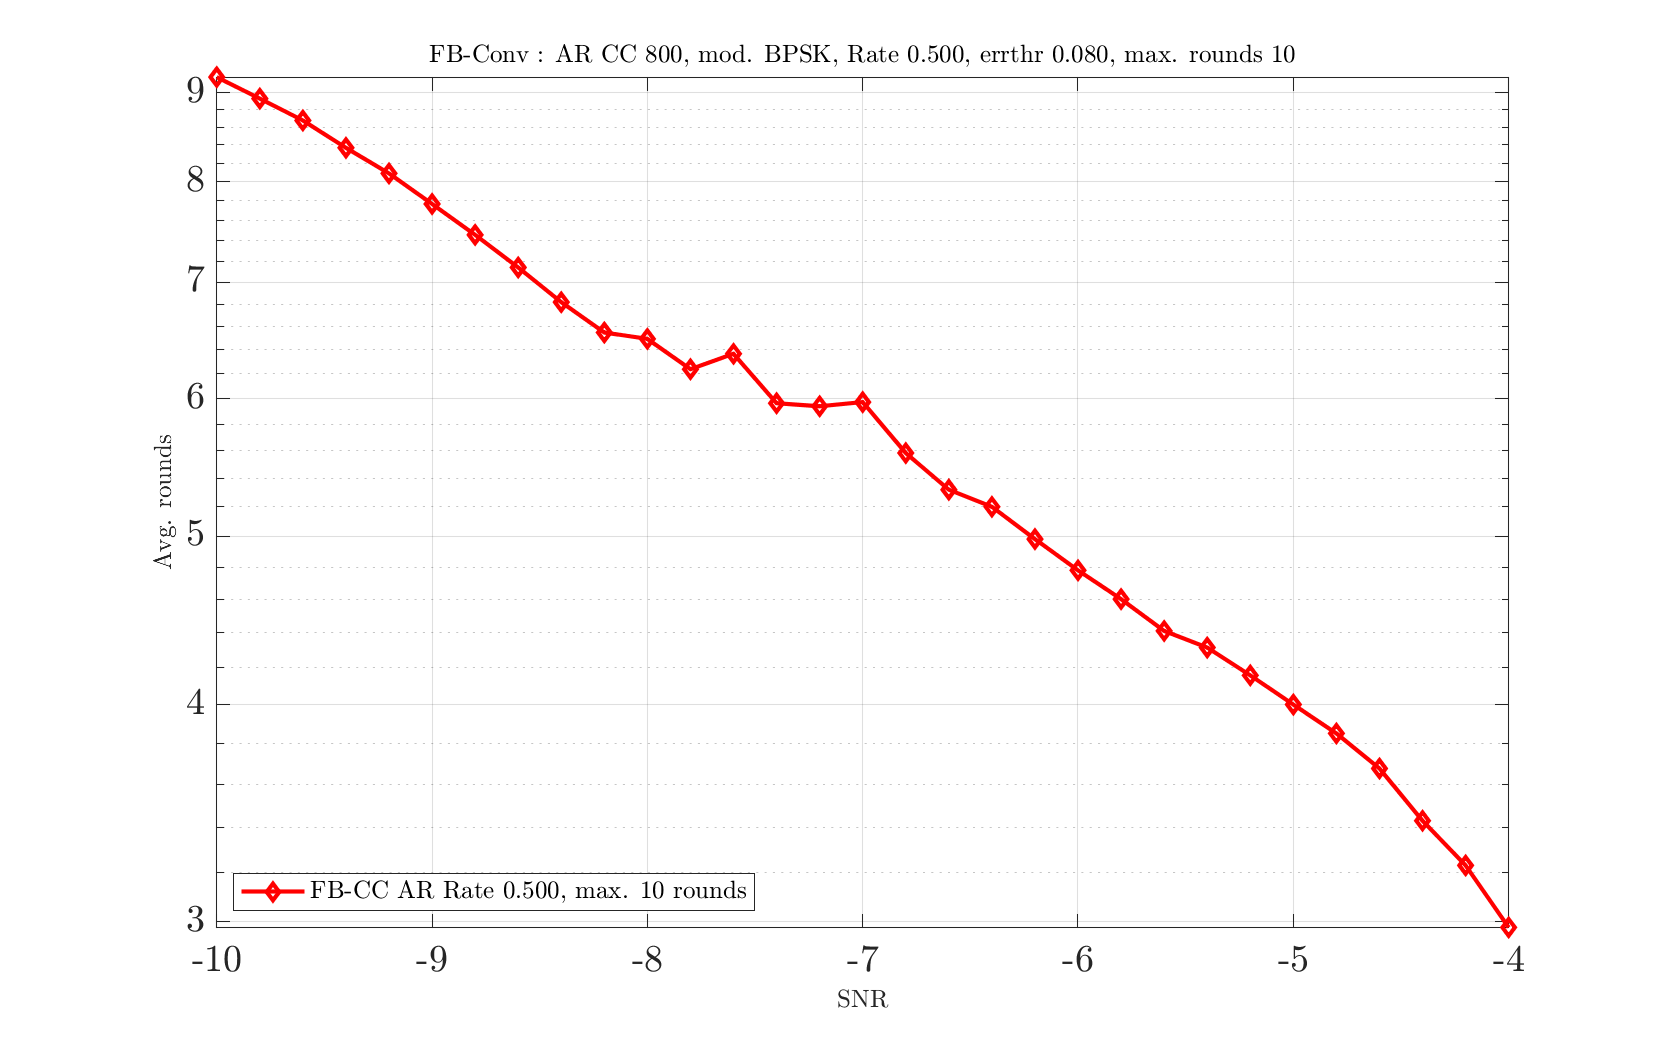 FB-Conv : AR CC 800, mod. BPSK, Rate 0.500, errthr 0.080, max. rounds 10
9
8
7
6
5
4
3
Avg. rounds
FB-CC AR Rate 0.500, max. 10 rounds
-10 -9 -8 -7 -6 -5 -4
SNR